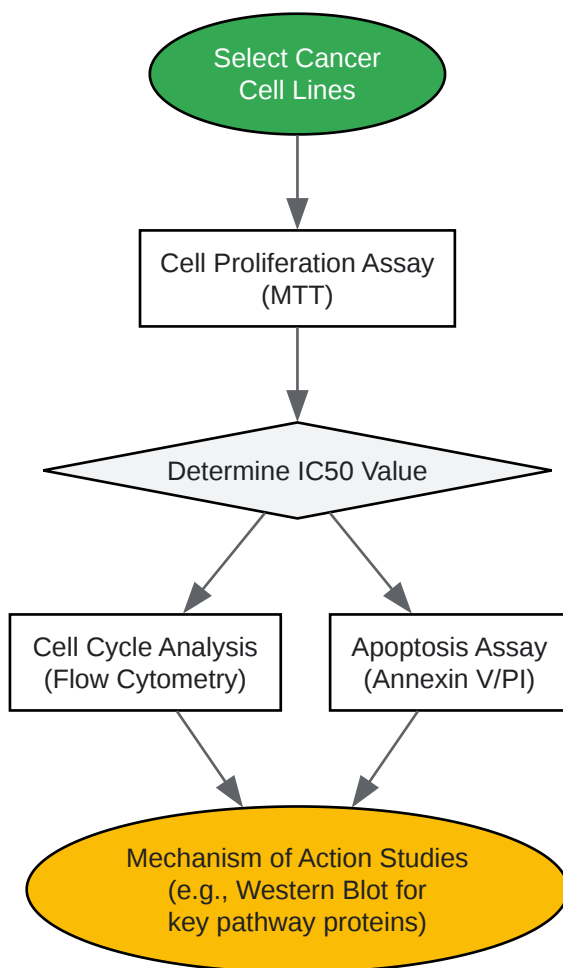 Select Cancer
Cell Lines
Cell Proliferation Assay
(MTT)
Determine IC50 Value
Cell Cycle Analysis
(Flow Cytometry)
Apoptosis Assay
(Annexin V/PI)
Mechanism of Action Studies
(e.g., Western Blot for
key pathway proteins)